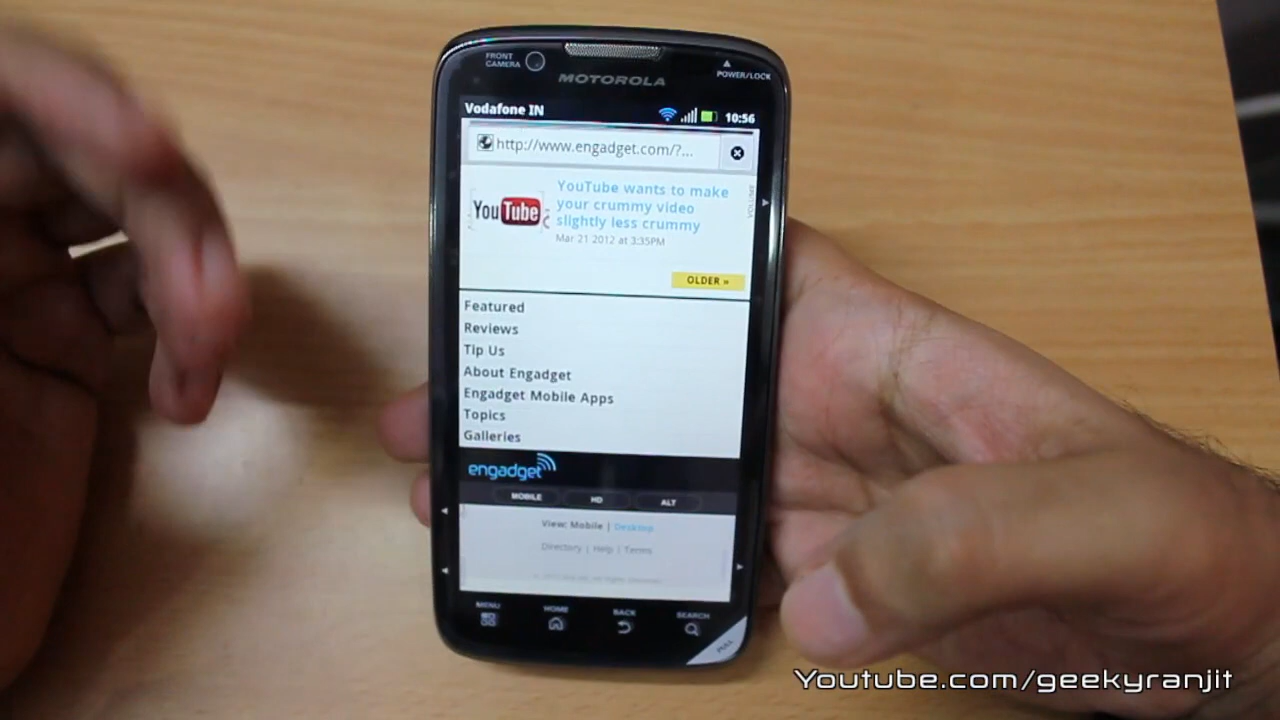 FRONT
CAMERA
MOTOROLA
POWER/LOCK
Vodafone IN
10:56
http://www.engadget.com/?...
YouTube
YouTube wants to make
your crummy video
slightly less crummy
Mar 21 2012 at 3:35PM
VOLUME
OLDER »
Featured
Reviews
Tip Us
About Engadget
Engadget Mobile Apps
Topics
Galleries
engadget
MOBILE
HD
ALT
View: Mobile | Desktop
Directory | Help | Terms
MENU
HOME
BACK
SEARCH
PULL
Youtube.com/geekyranjit